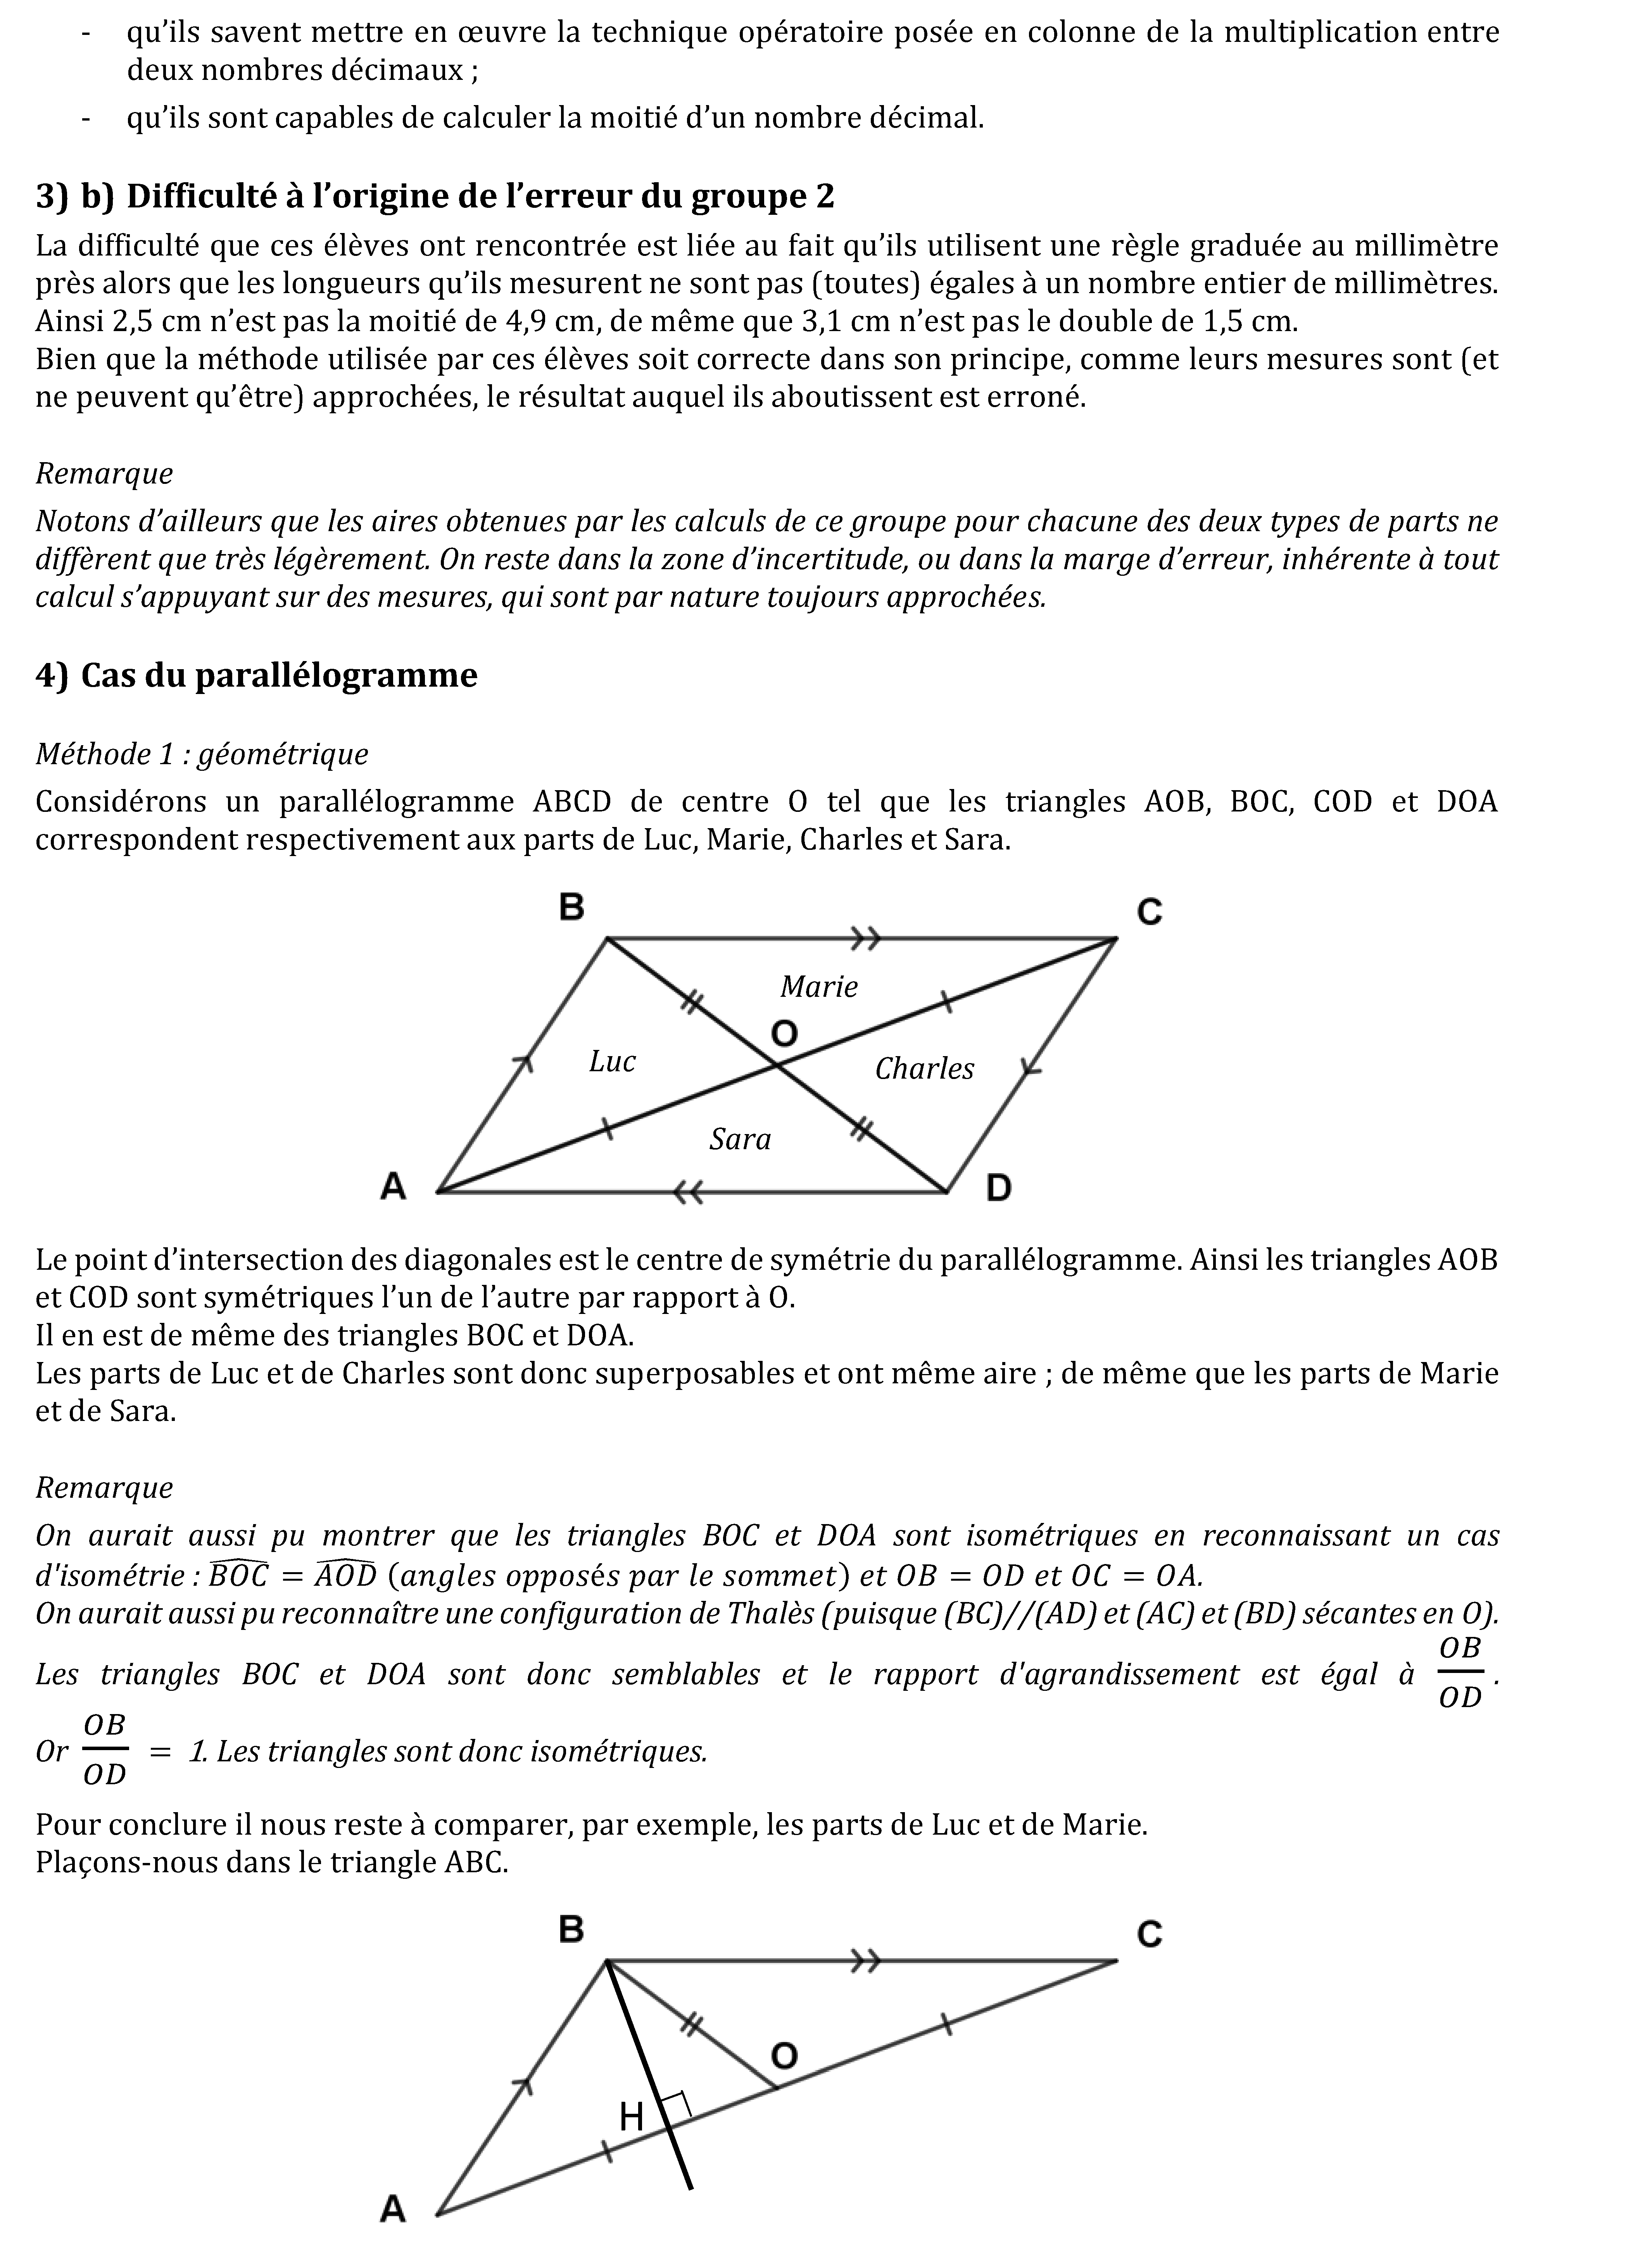 - qu’ils savent mettre en œuvre la technique opératoire posée en colonne de la multiplication entre
deux nombres décimaux ;
- qu’ils sont capables de calculer la moitié d’un nombre décimal.
3) b) Difficulté à l’origine de l’erreur du groupe 2
La difficulté que ces élèves ont rencontrée est liée au fait qu’ils utilisent une règle graduée au millimètre
près alors que les longueurs qu’ils mesurent ne sont pas (toutes) égales à un nombre entier de millimètres.
Ainsi 2,5 cm n’est pas la moitié de 4,9 cm, de même que 3,1 cm n’est pas le double de 1,5 cm.
Bien que la méthode utilisée par ces élèves soit correcte dans son principe, comme leurs mesures sont (et
ne peuvent qu’être) approchées, le résultat auquel ils aboutissent est erroné.
Remarque
Notons d’ailleurs que les aires obtenues par les calculs de ce groupe pour chacune des deux types de parts ne
diffèrent que très légèrement. On reste dans la zone d’incertitude, ou dans la marge d’erreur, inhérente à tout
calcul s’appuyant sur des mesures, qui sont par nature toujours approchées.
4) Cas du parallélogramme
Méthode 1 : géométrique
Considérons un parallélogramme ABCD de centre O tel que les triangles AOB, BOC, COD et DOA
correspondent respectivement aux parts de Luc, Marie, Charles et Sara.
B
C
Marie
O
Luc
Charles
Sara
A
D
Le point d’intersection des diagonales est le centre de symétrie du parallélogramme. Ainsi les triangles AOB
et COD sont symétriques l’un de l’autre par rapport à O.
Il en est de même des triangles BOC et DOA.
Les parts de Luc et de Charles sont donc superposables et ont même aire ; de même que les parts de Marie
et de Sara.
Remarque
On aurait aussi pu montrer que les triangles BOC et DOA sont isométriques en reconnaissant un cas
d'isométrie : \widehat{BOC} = \widehat{AOD} (angles opposés par le sommet) et OB = OD et OC = OA.
On aurait aussi pu reconnaître une configuration de Thalès (puisque (BC)//(AD) et (AC) et (BD) sécantes en O).
Les triangles BOC et DOA sont donc semblables et le rapport d'agrandissement est égal à \frac{OB}{OD} .
Or \frac{OB}{OD} = 1. Les triangles sont donc isométriques.
Pour conclure il nous reste à comparer, par exemple, les parts de Luc et de Marie.
Plaçons-nous dans le triangle ABC.
B
C
O
H
A